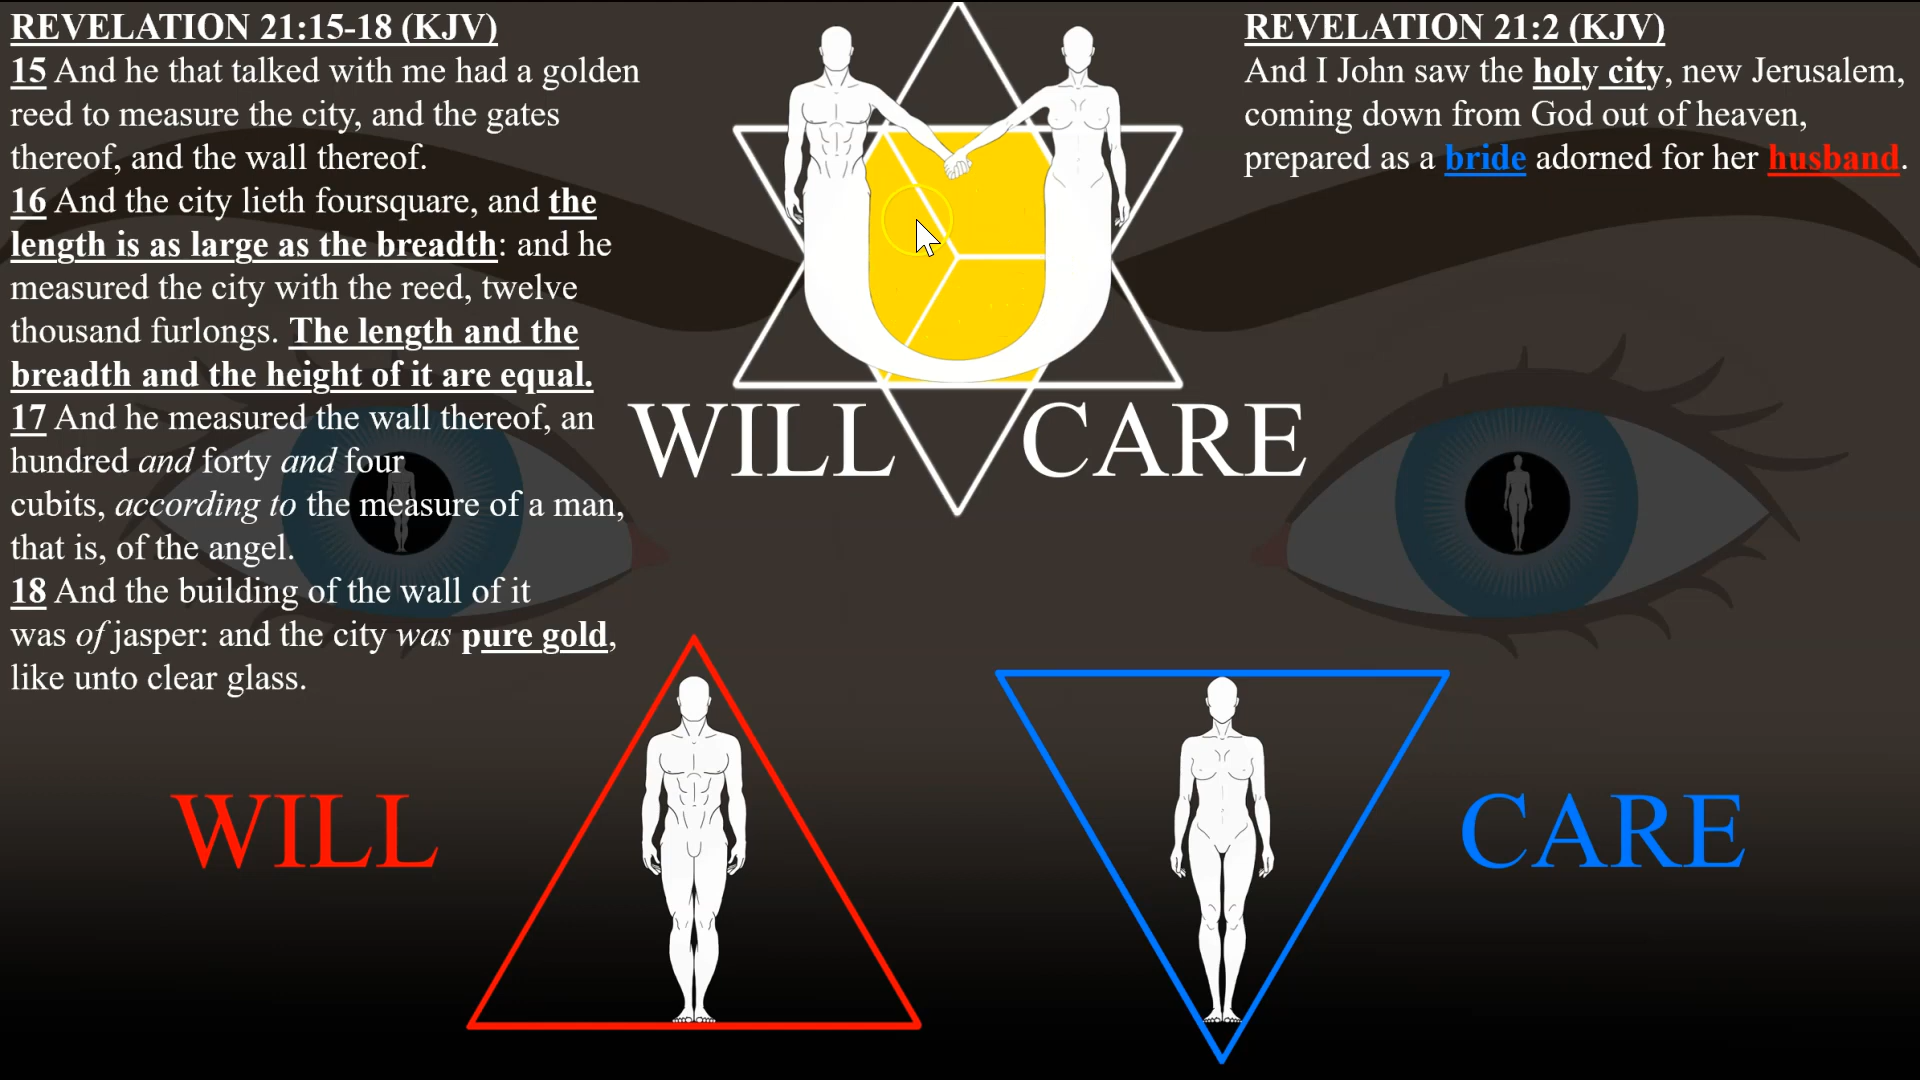 REVELATION 21:15-18 (KJV)
15 And he that talked with me had a golden
reed to measure the city, and the gates
thereof, and the wall thereof.
16 And the city lieth foursquare, and the
length is as large as the breadth: and he
measured the city with the reed, twelve
thousand furlongs. The length and the
breadth and the height of it are equal.
17 And he measured the wall thereof, an
hundred and forty and four
cubits, according to the measure of a man,
that is, of the angel.
18 And the building of the wall of it
was of jasper: and the city was pure gold,
like unto clear glass.
REVELATION 21:2 (KJV)
And I John saw the holy city, new Jerusalem,
coming down from God out of heaven,
prepared as a bride adorned for her husband.
WILL CARE
WILL
CARE